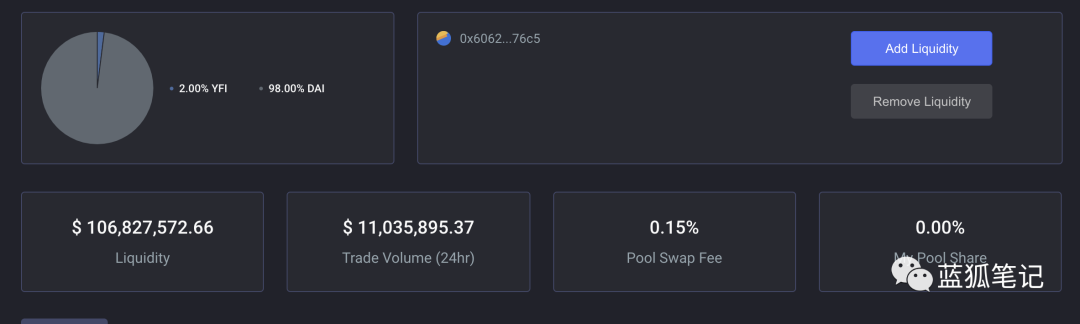 2.00% YFI
98.00% DAI
0x6062...76c5
Add Liquidity
Remove Liquidity
$ 106,827,572.66
Liquidity
$ 11,035,895.37
Trade Volume (24hr)
0.15%
Pool Swap Fee
0.00%
My Pool Share
蓝狐笔记